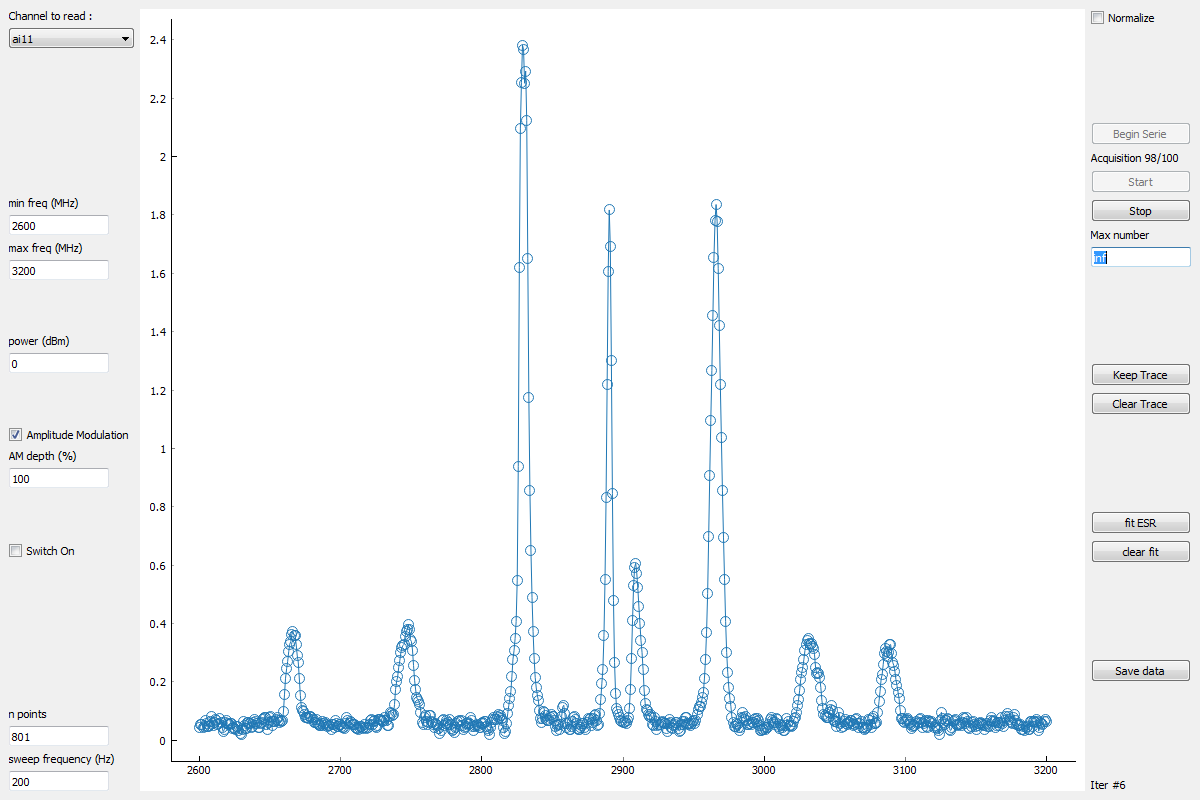 Channel to read :
ai11
min freq (MHz)
2600
max freq (MHz)
3200
power (dBm)
0
Amplitude Modulation
AM depth (%)
100
Switch On
n points
801
sweep frequency (Hz)
200
2.4
2.2
2
1.8
1.6
1.4
1.2
1
0.8
0.6
0.4
0.2
0
2600
2700
2800
2900
3000
3100
3200
Normalize
Begin Serie
Acquisition 98/100
Start
Stop
Max number
inf
Keep Trace
Clear Trace
fit ESR
clear fit
Save data
Iter #6